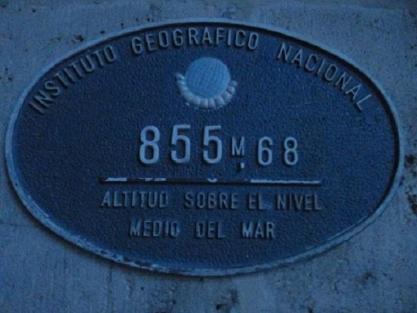 INSTITUTO GEOGRAFICO NACIONAL
855M,68
ALTITUD SOBRE EL NIVEL
MEDIO DEL MAR